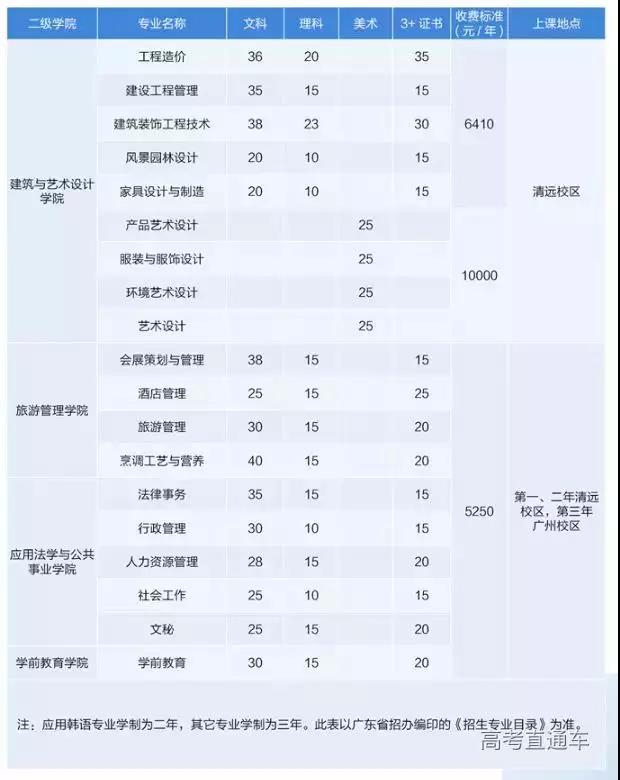 二级学院 专业名称 文科 理科 美术 3+证书 收费标准(元/年) 上课地点
建筑与艺术设计学院 工程造价 36 20 35 6410 清远校区
建设工程管理 35 15 15
建筑装饰工程技术 38 23 30
风景园林设计 20 10 15
家具设计与制造 20 10 15
产品艺术设计 25 10000
服装与服饰设计 25
环境艺术设计 25
艺术设计 25
旅游管理学院 会展策划与管理 38 15 15 5250 第一、二年清远校区，第三年广州校区
酒店管理 25 15 25
旅游管理 30 15 20
烹调工艺与营养 40 15 20
应用法学与公共事业学院 法律事务 35 15 15
行政管理 30 10 15
人力资源管理 28 15 20
社会工作 25 10 15
文秘 25 15 20
学前教育学院 学前教育 30 15 20
注：应用韩语专业学制为二年，其它专业学制为三年。此表以广东省招办编印的《招生专业目录》为准。
高考直通车